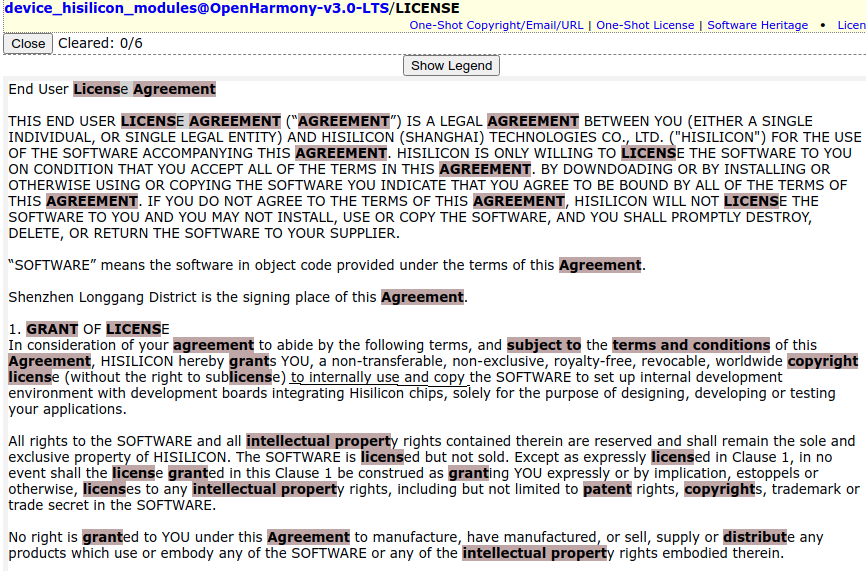 device_hisilicon_modules@OpenHarmony-v3.0-LTS/LICENSE
One-Shot Copyright/Email/URL | One-Shot License | Software Heritage • Licen
Close Cleared: 0/6
Show Legend
End User License Agreement
THIS END USER LICENSE AGREEMENT (“AGREEMENT”) IS A LEGAL AGREEMENT BETWEEN YOU (EITHER A SINGLE
INDIVIDUAL, OR SINGLE LEGAL ENTITY) AND HISILICON (SHANGHAI) TECHNOLOGIES CO., LTD. ("HISILICON") FOR THE USE
OF THE SOFTWARE ACCOMPANYING THIS AGREEMENT. HISILICON IS ONLY WILLING TO LICENSE THE SOFTWARE TO YOU
ON CONDITION THAT YOU ACCEPT ALL OF THE TERMS IN THIS AGREEMENT. BY DOWNDOADING OR BY INSTALLING OR
OTHERWISE USING OR COPYING THE SOFTWARE YOU INDICATE THAT YOU AGREE TO BE BOUND BY ALL OF THE TERMS OF
THIS AGREEMENT. IF YOU DO NOT AGREE TO THE TERMS OF THIS AGREEMENT, HISILICON WILL NOT LICENSE THE
SOFTWARE TO YOU AND YOU MAY NOT INSTALL, USE OR COPY THE SOFTWARE, AND YOU SHALL PROMPTLY DESTROY,
DELETE, OR RETURN THE SOFTWARE TO YOUR SUPPLIER.
“SOFTWARE” means the software in object code provided under the terms of this Agreement.
Shenzhen Longgang District is the signing place of this Agreement.
1. GRANT OF LICENSE
In consideration of your agreement to abide by the following terms, and subject to the terms and conditions of this
Agreement, HISILICON hereby grants YOU, a non-transferable, non-exclusive, royalty-free, revocable, worldwide copyright
license (without the right to sublicense) to internally use and copy the SOFTWARE to set up internal development
environment with development boards integrating Hisilicon chips, solely for the purpose of designing, developing or testing
your applications.
All rights to the SOFTWARE and all intellectual property rights contained therein are reserved and shall remain the sole and
exclusive property of HISILICON. The SOFTWARE is licensed but not sold. Except as expressly licensed in Clause 1, in no
event shall the license granted in this Clause 1 be construed as granting YOU expressly or by implication, estoppels or
otherwise, licenses to any intellectual property rights, including but not limited to patent rights, copyrights, trademark or
trade secret in the SOFTWARE.
No right is granted to YOU under this Agreement to manufacture, have manufactured, or sell, supply or distribute any
products which use or embody any of the SOFTWARE or any of the intellectual property rights embodied therein.